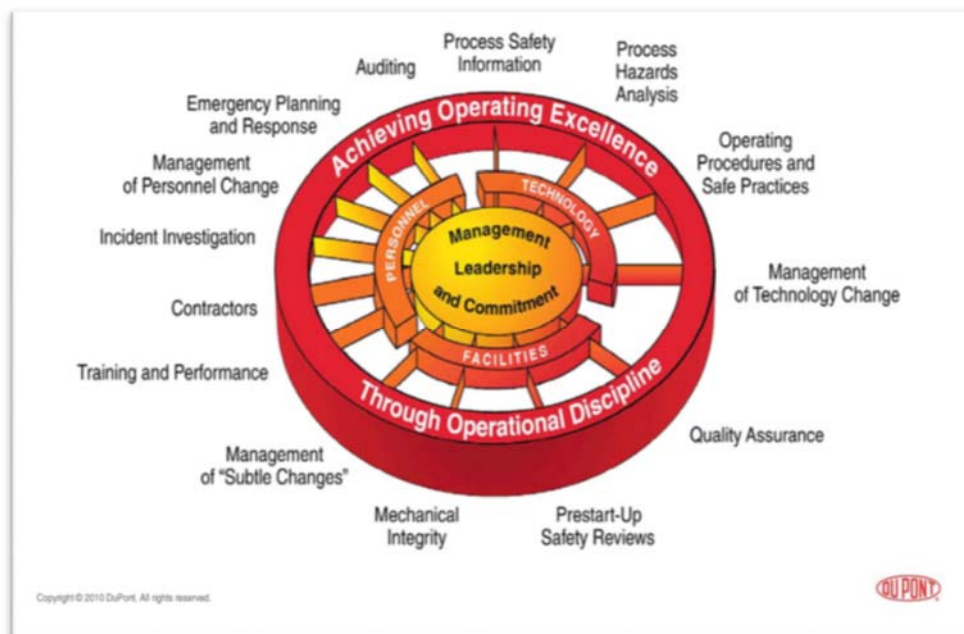 Process Safety
Information
Process
Hazards
Analysis
Auditing
Emergency Planning
and Response
Achieving Operating Excellence
Operating
Procedures and
Safe Practices
Management
of Personnel Change
PERSONNEL
TECHNOLOGY
Management
Leadership
and Commitment
Incident Investigation
Management
of Technology Change
Contractors
FACILITIES
Training and Performance
Through Operational Discipline
Quality Assurance
Management
of "Subtle Changes"
Mechanical
Integrity
Prestart-Up
Safety Reviews
Copyright © 2010 DuPont. All rights reserved.
DU PONT